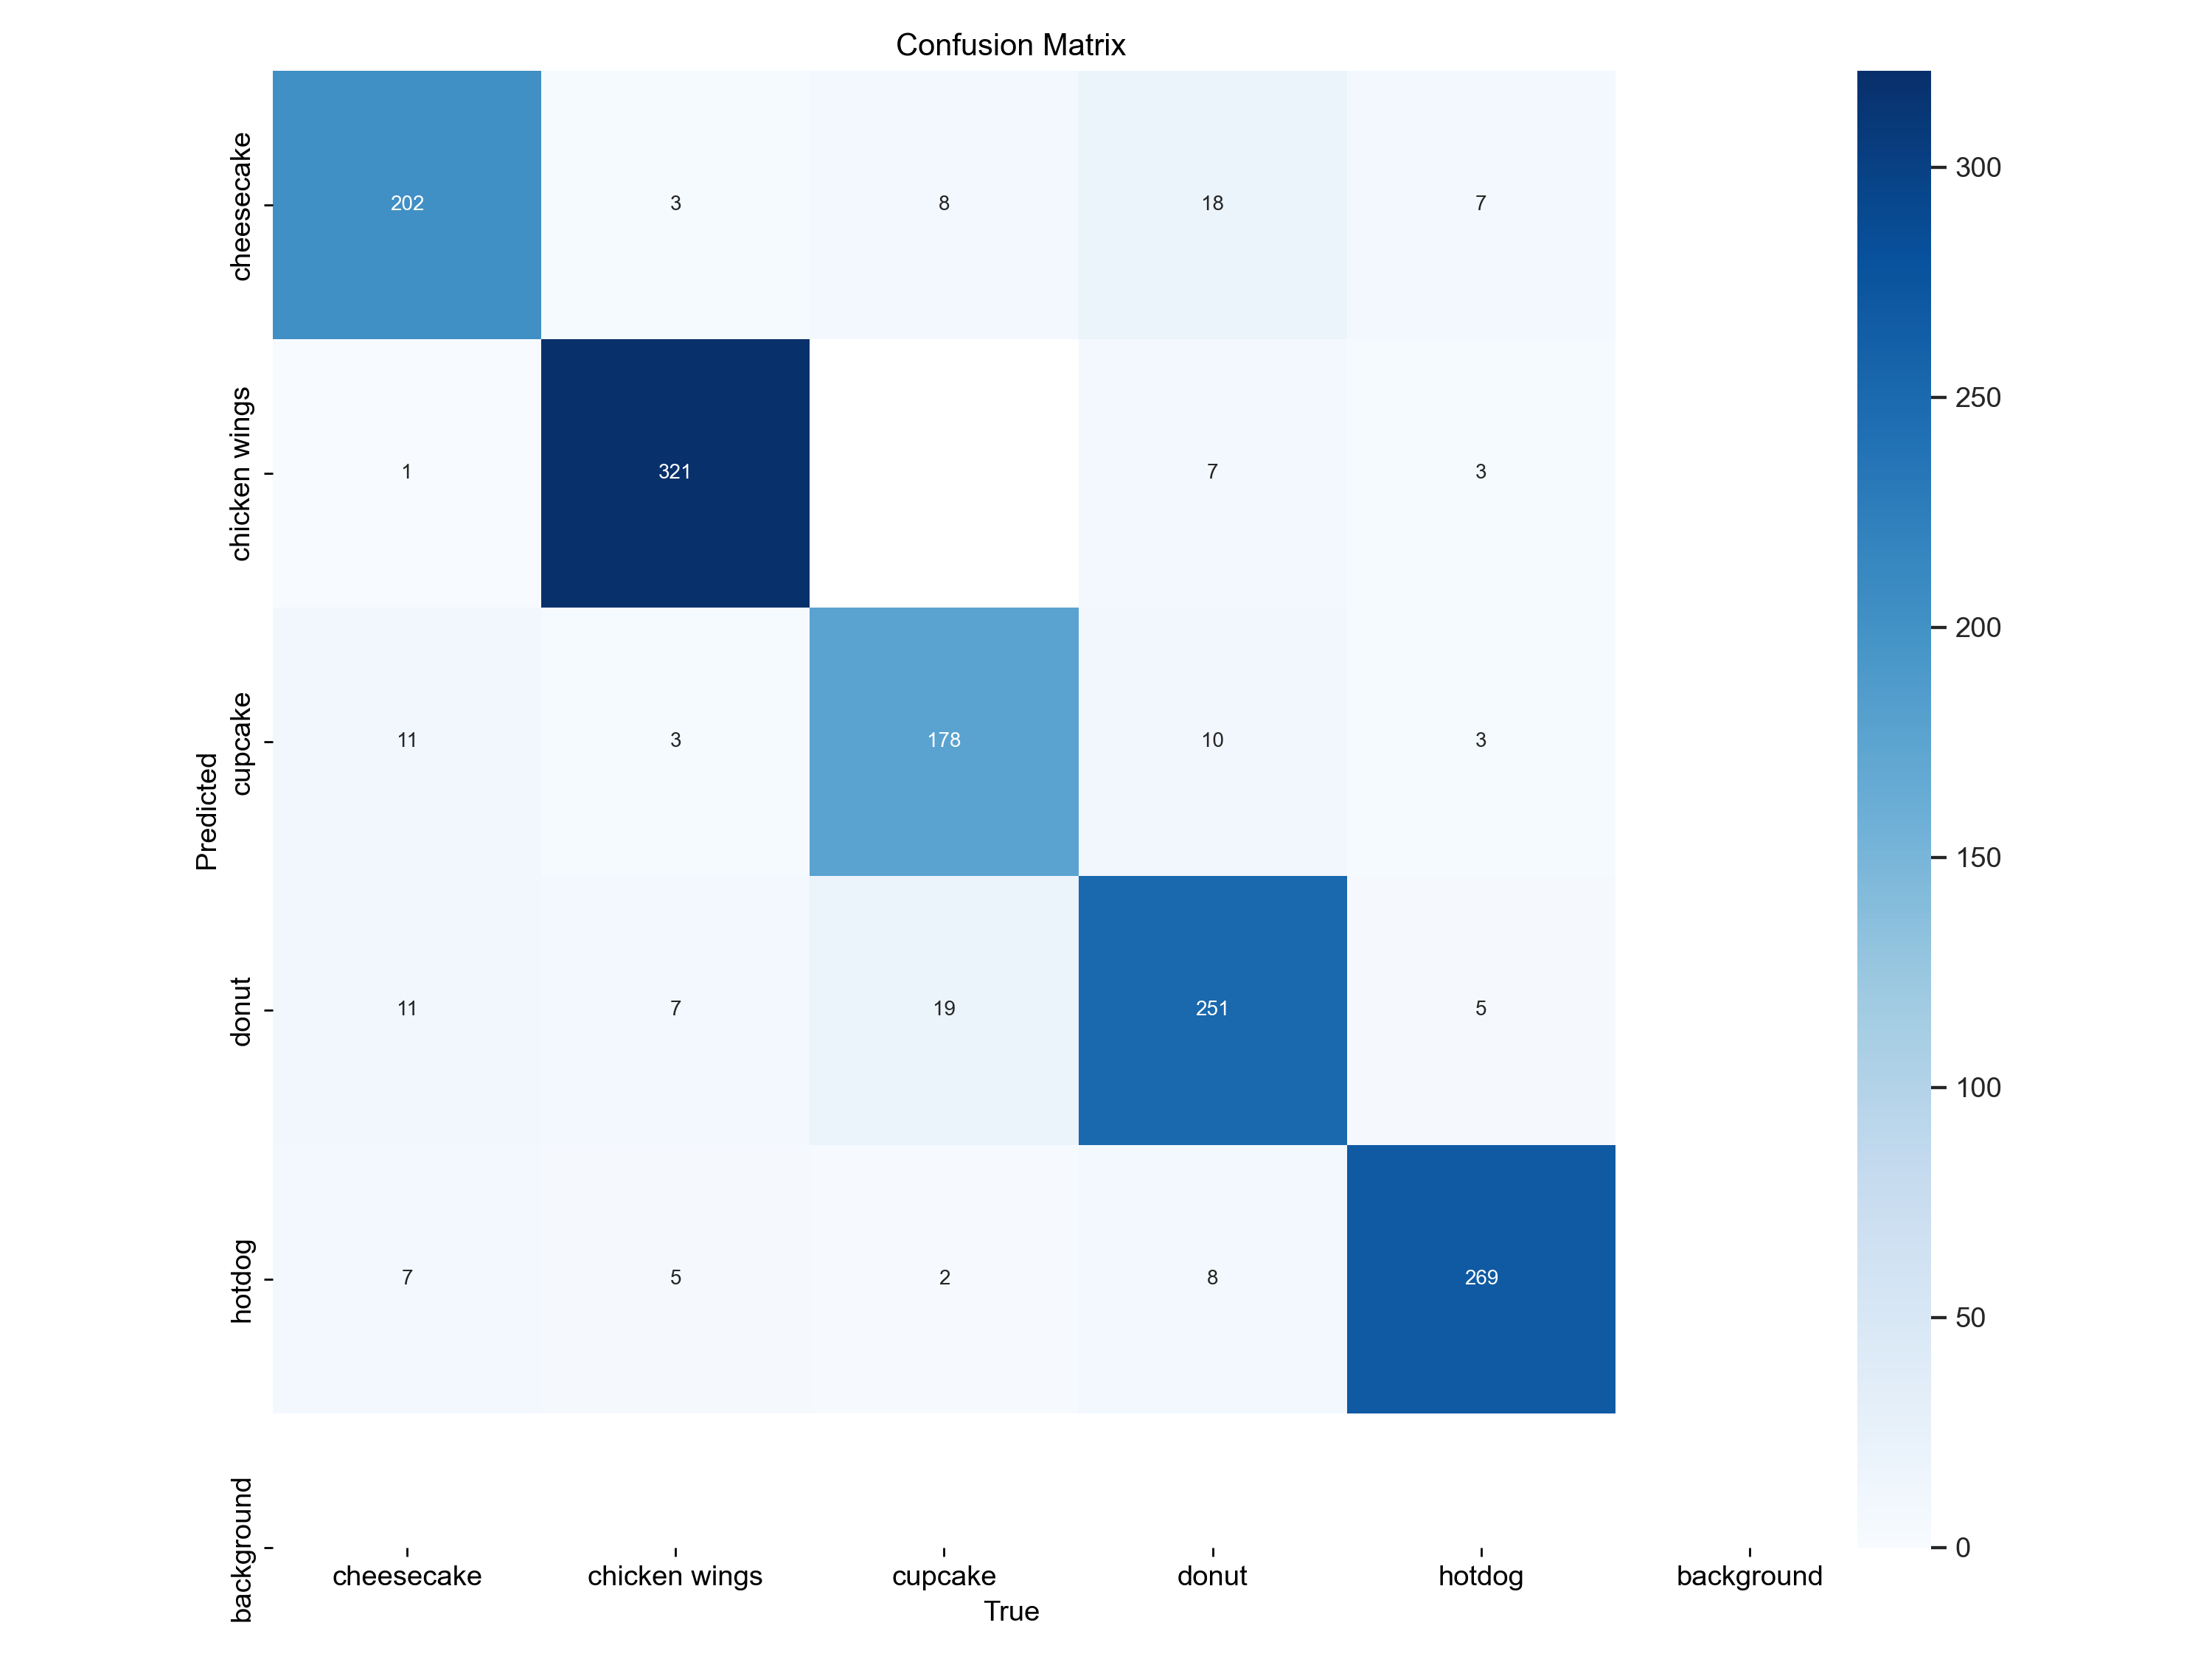 Confusion Matrix
cheesecake
202 3 8 18 7
chicken wings
1 321 7 3
cupcake
11 3 178 10 3
donut
11 7 19 251 5
hotdog
7 5 2 8 269
background
Predicted
cheesecake chicken wings cupcake donut hotdog background
True
300
250
200
150
100
50
0